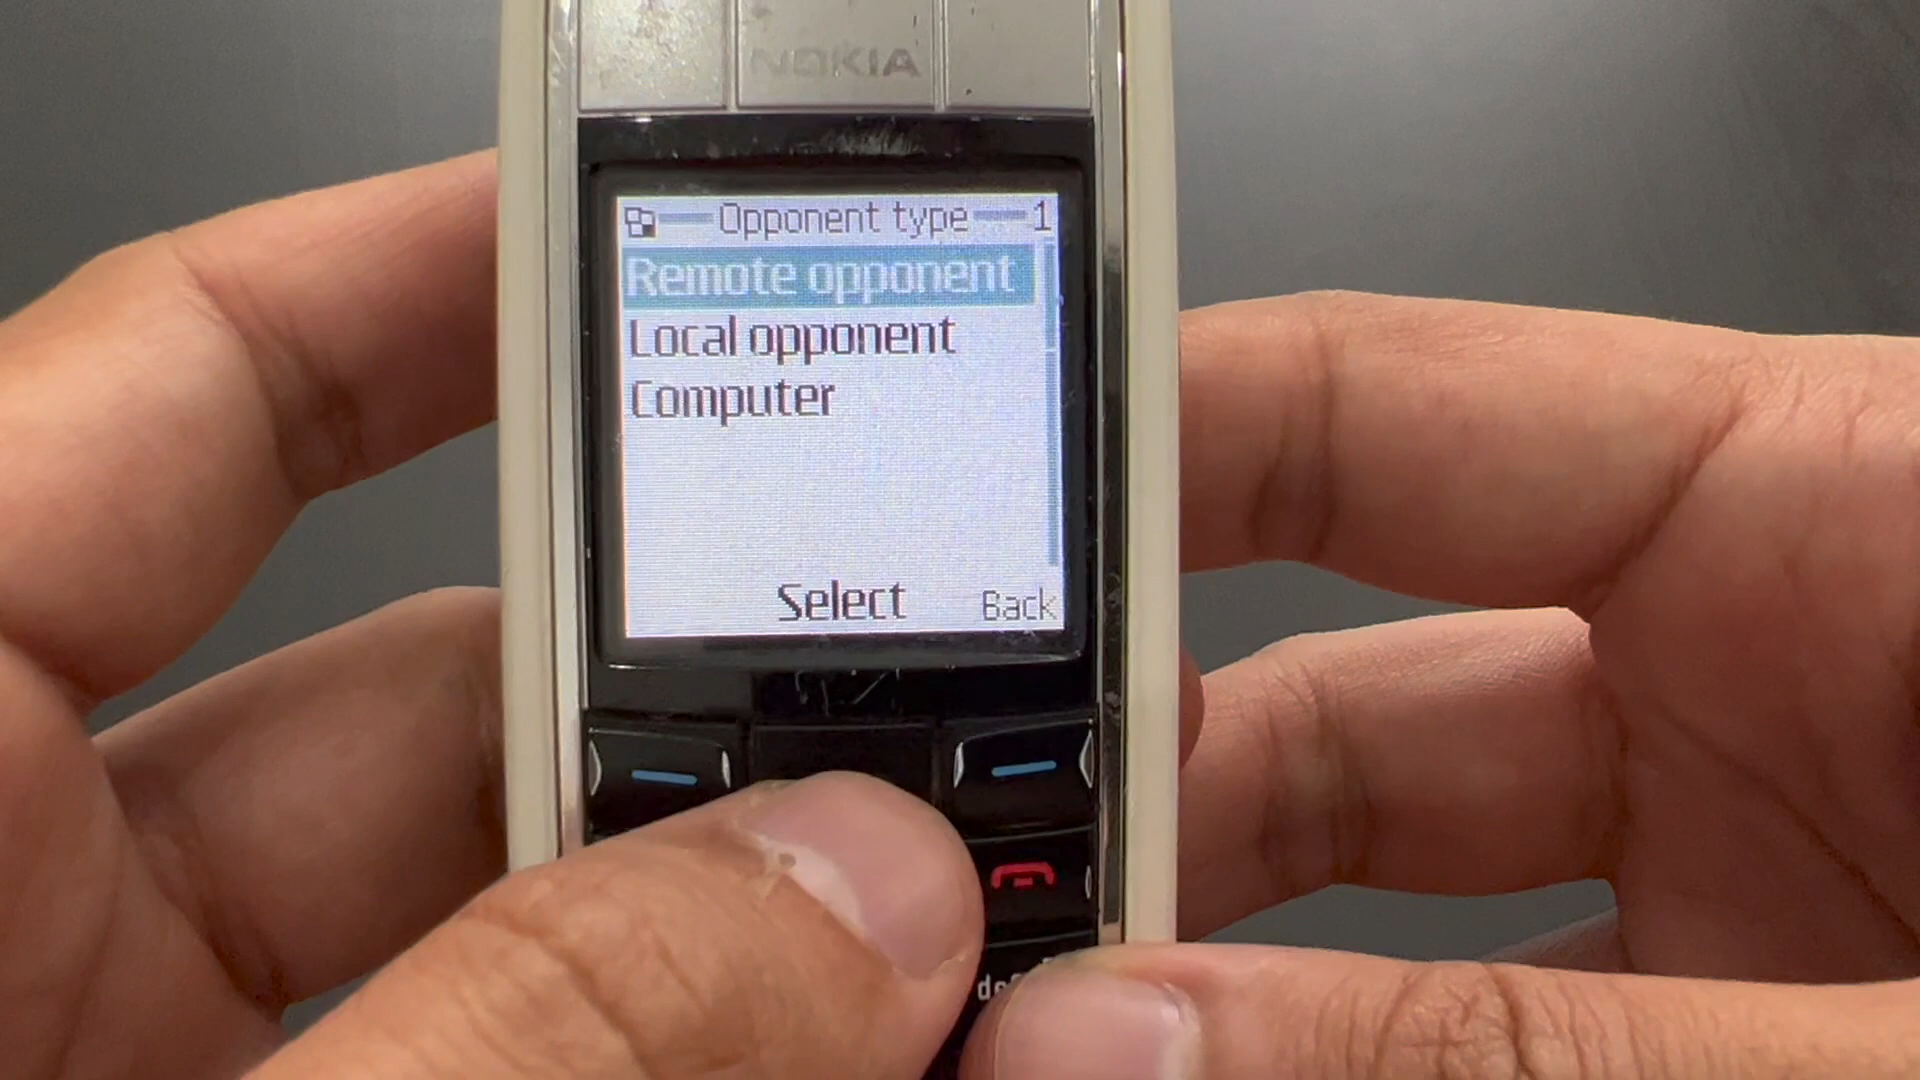 NOKIA
Opponent type 1
Remote opponent
Local opponent
Computer
Select Back